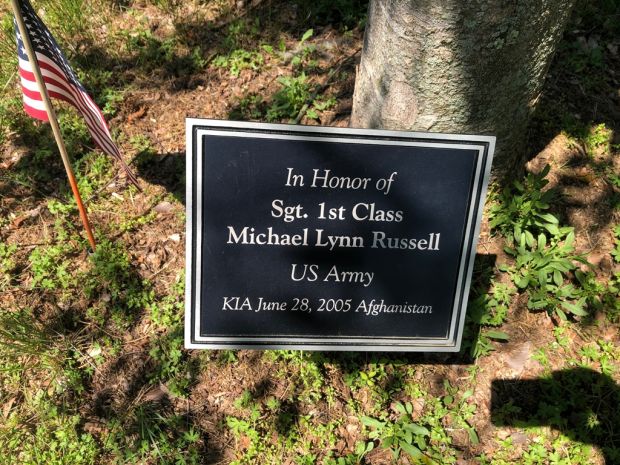 In Honor of
Sgt. 1st Class
Michael Lynn Russell
US Army
KIA June 28, 2005 Afghanistan